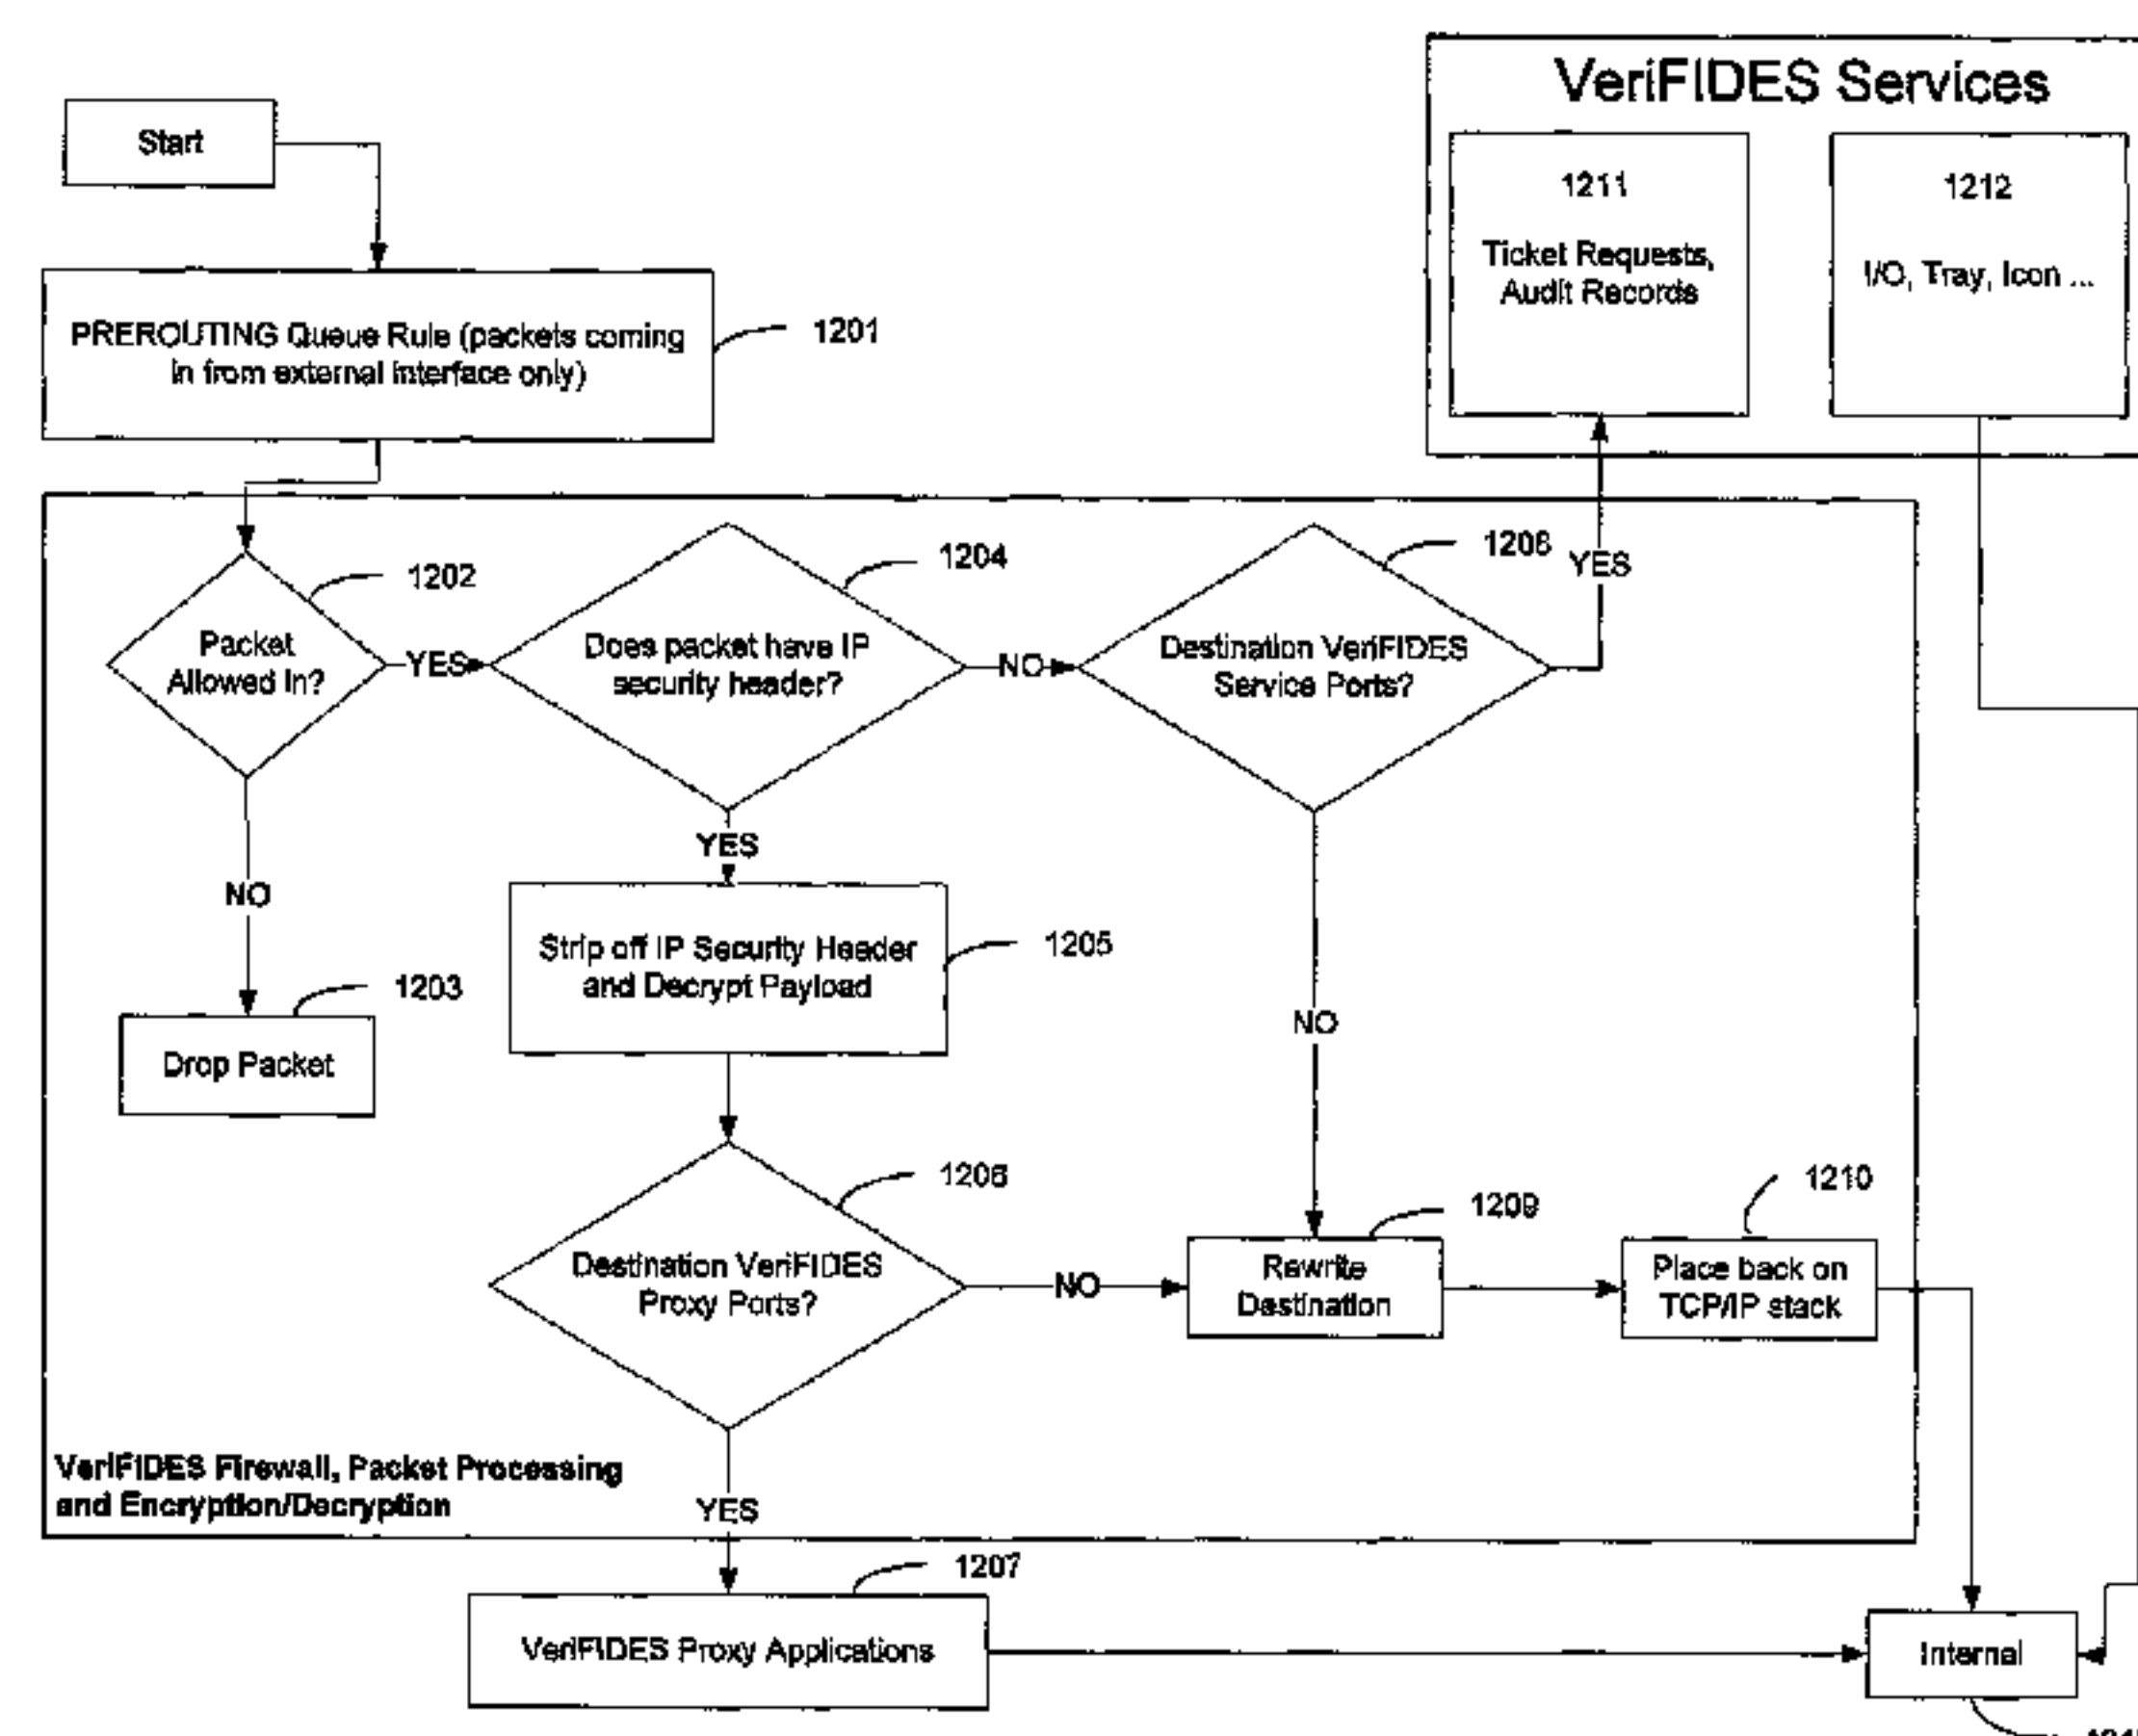 VeriFIDES Services
Start
1211
Ticket Requests,
Audit Records
1212
I/O, Tray, Icon ...
PREROUTING Queue Rule (packets coming
in from external interface only)
1201
1202
Packet
Allowed In?
YES
1204
Does packet have IP
security header?
NO
1208
Destination VeriFIDES
Service Ports?
YES
NO
1203
Drop Packet
YES
Strip off IP Security Header
and Decrypt Payload
1205
NO
1206
Destination VeriFIDES
Proxy Ports?
NO
1209
Rewrite
Destination
1210
Place back on
TCP/IP stack
VeriFIDES Firewall, Packet Processing
and Encryption/Decryption
YES
1207
VeriFIDES Proxy Applications
Internal